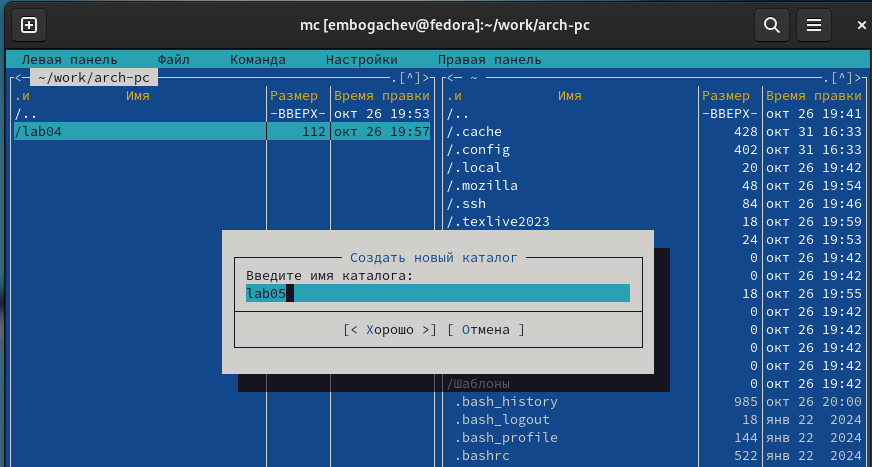 mc [embogachev@fedora]:~/work/arch-pc
Левая панель Файл Команда Настройки Правая панель
<─ ~/work/arch-pc .[^]> <─ ~ .[^]>
.и Имя Размер Время правки .и Имя Размер Время правки
/.. -ВВЕРХ- окт 26 19:53 /.. -ВВЕРХ- окт 26 19:41
/lab04 112 окт 26 19:57 /.cache 428 окт 31 16:33
/.config 402 окт 31 16:33
/.local 20 окт 26 19:42
/.mozilla 48 окт 26 19:54
/.ssh 84 окт 26 19:46
/.texlive2023 18 окт 26 19:59
24 окт 26 19:53
Создать новый каталог 0 окт 26 19:42
Введите имя каталога: 0 окт 26 19:42
lab05 18 окт 26 19:55
0 окт 26 19:42
[< Хорошо >] [ Отмена ] 0 окт 26 19:42
0 окт 26 19:42
0 окт 26 19:42
/Шаблоны 0 окт 26 19:42
.bash_history 985 окт 26 20:00
.bash_logout 18 янв 22 2024
.bash_profile 144 янв 22 2024
.bashrc 522 янв 22 2024